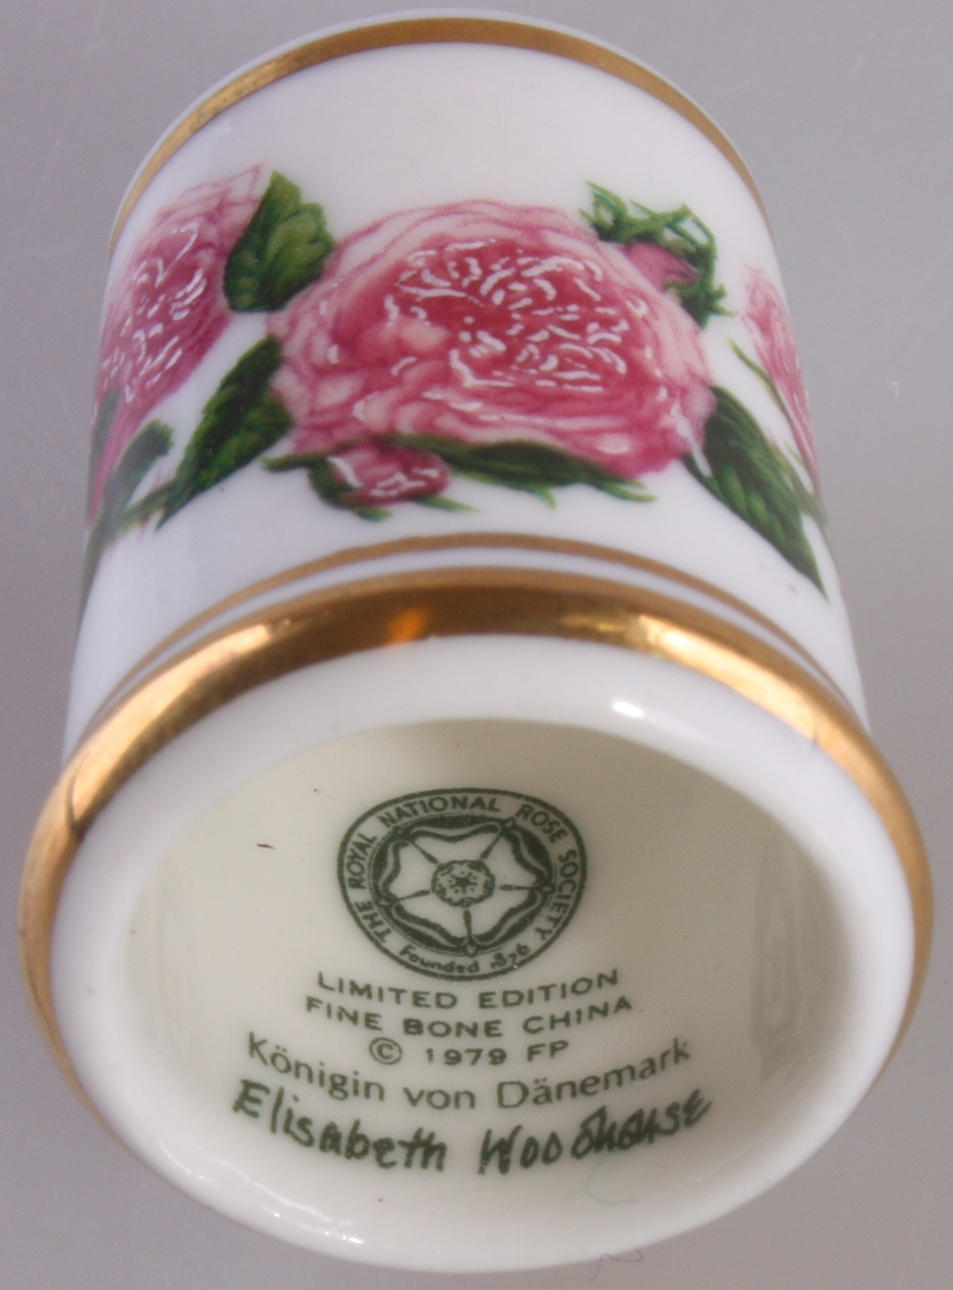 THE ROYAL NATIONAL ROSE SOCIETY
Founded 1876
LIMITED EDITION
FINE BONE CHINA
© 1979 FP
Königin von Dänemark
Elisabeth Woodhouse